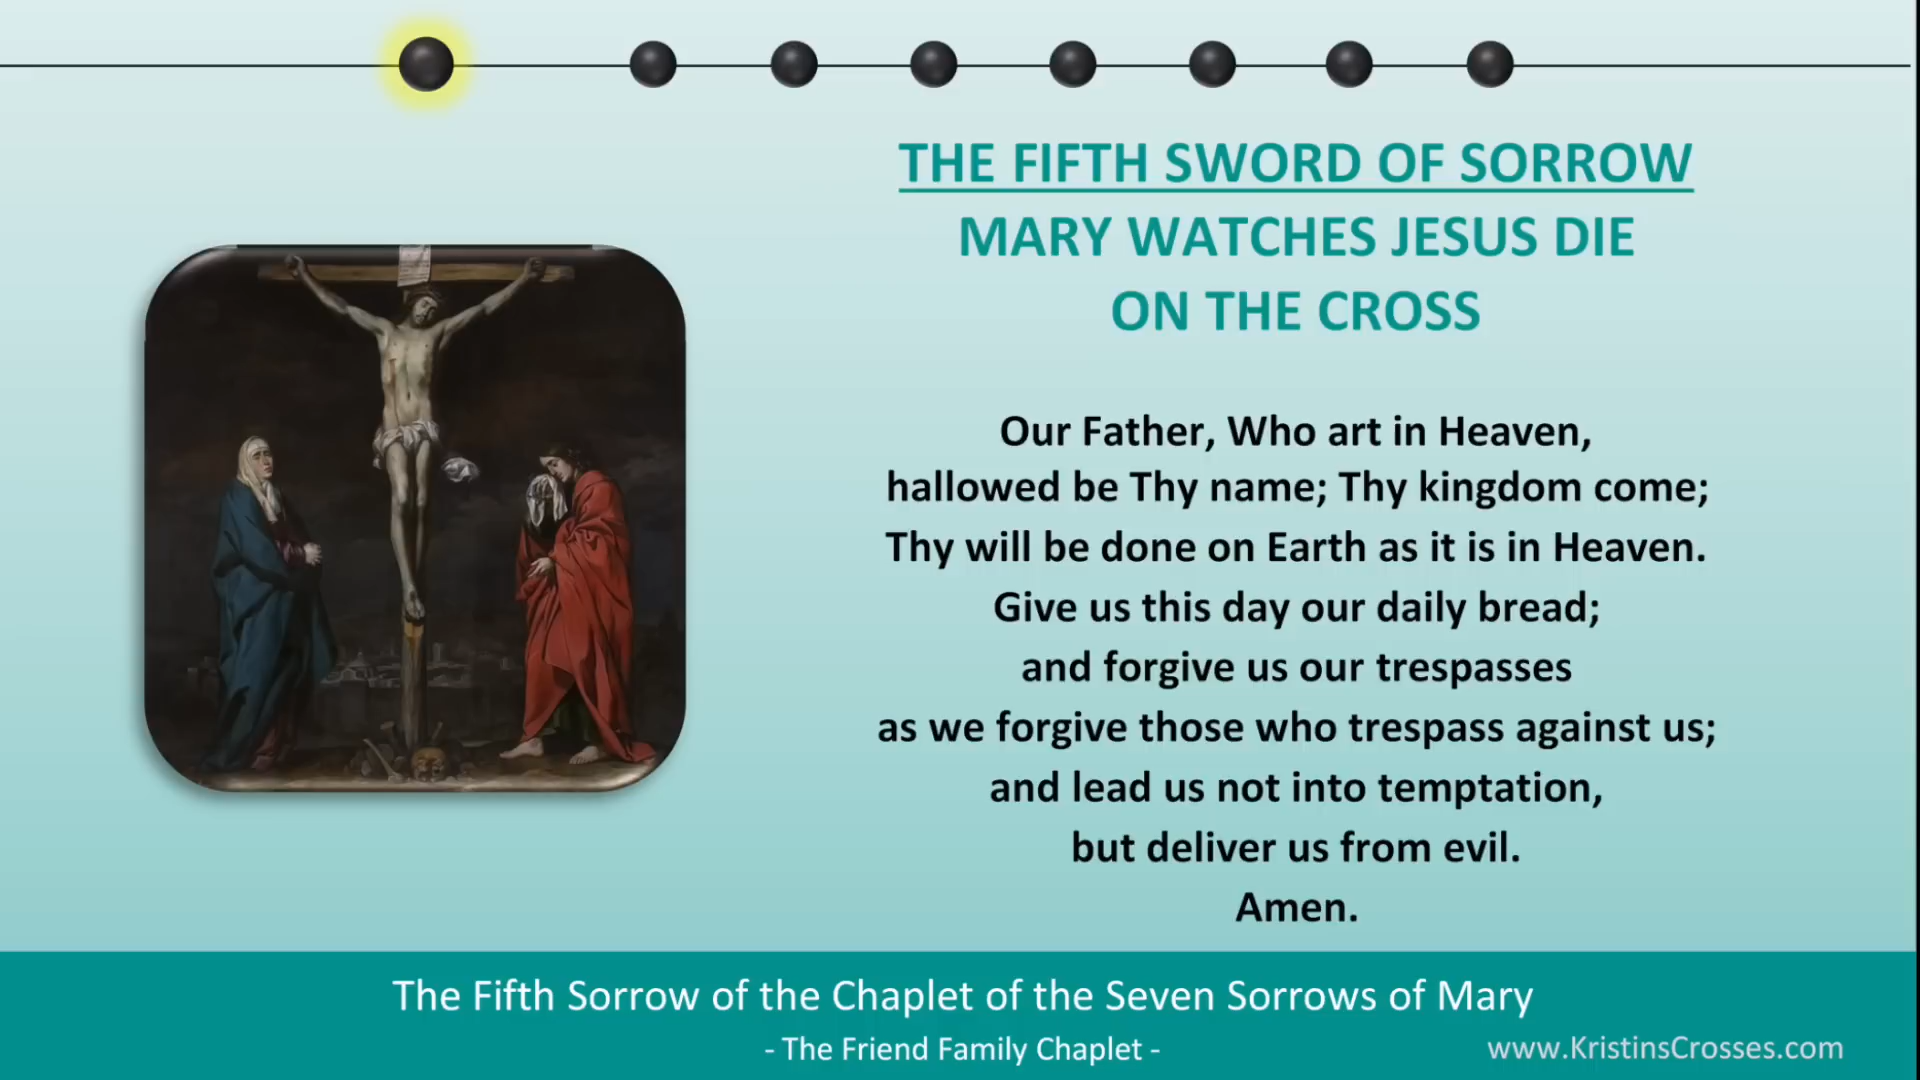 THE FIFTH SWORD OF SORROW
MARY WATCHES JESUS DIE
ON THE CROSS
Our Father, Who art in Heaven,
hallowed be Thy name; Thy kingdom come;
Thy will be done on Earth as it is in Heaven.
Give us this day our daily bread;
and forgive us our trespasses
as we forgive those who trespass against us;
and lead us not into temptation,
but deliver us from evil.
Amen.
The Fifth Sorrow of the Chaplet of the Seven Sorrows of Mary
- The Friend Family Chaplet -
www.KristinsCrosses.com